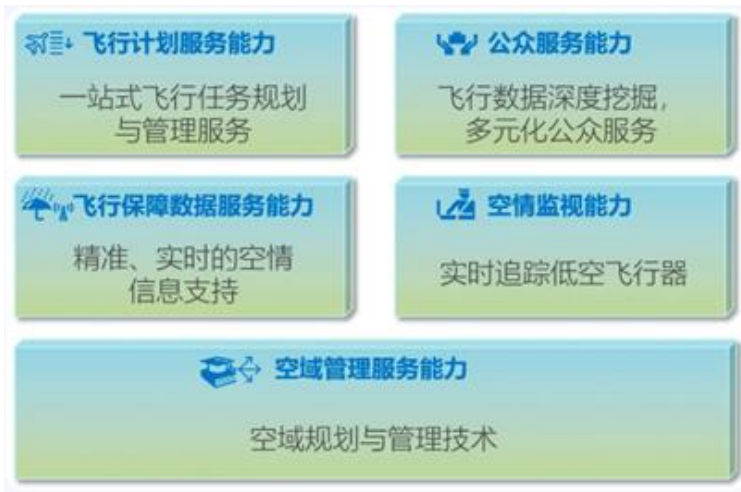 飞行计划服务能力
一站式飞行任务规划
与管理服务
公众服务能力
飞行数据深度挖掘，
多元化公众服务
飞行保障数据服务能力
精准、实时的空情
信息支持
空情监视能力
实时追踪低空飞行器
空域管理服务能力
空域规划与管理技术